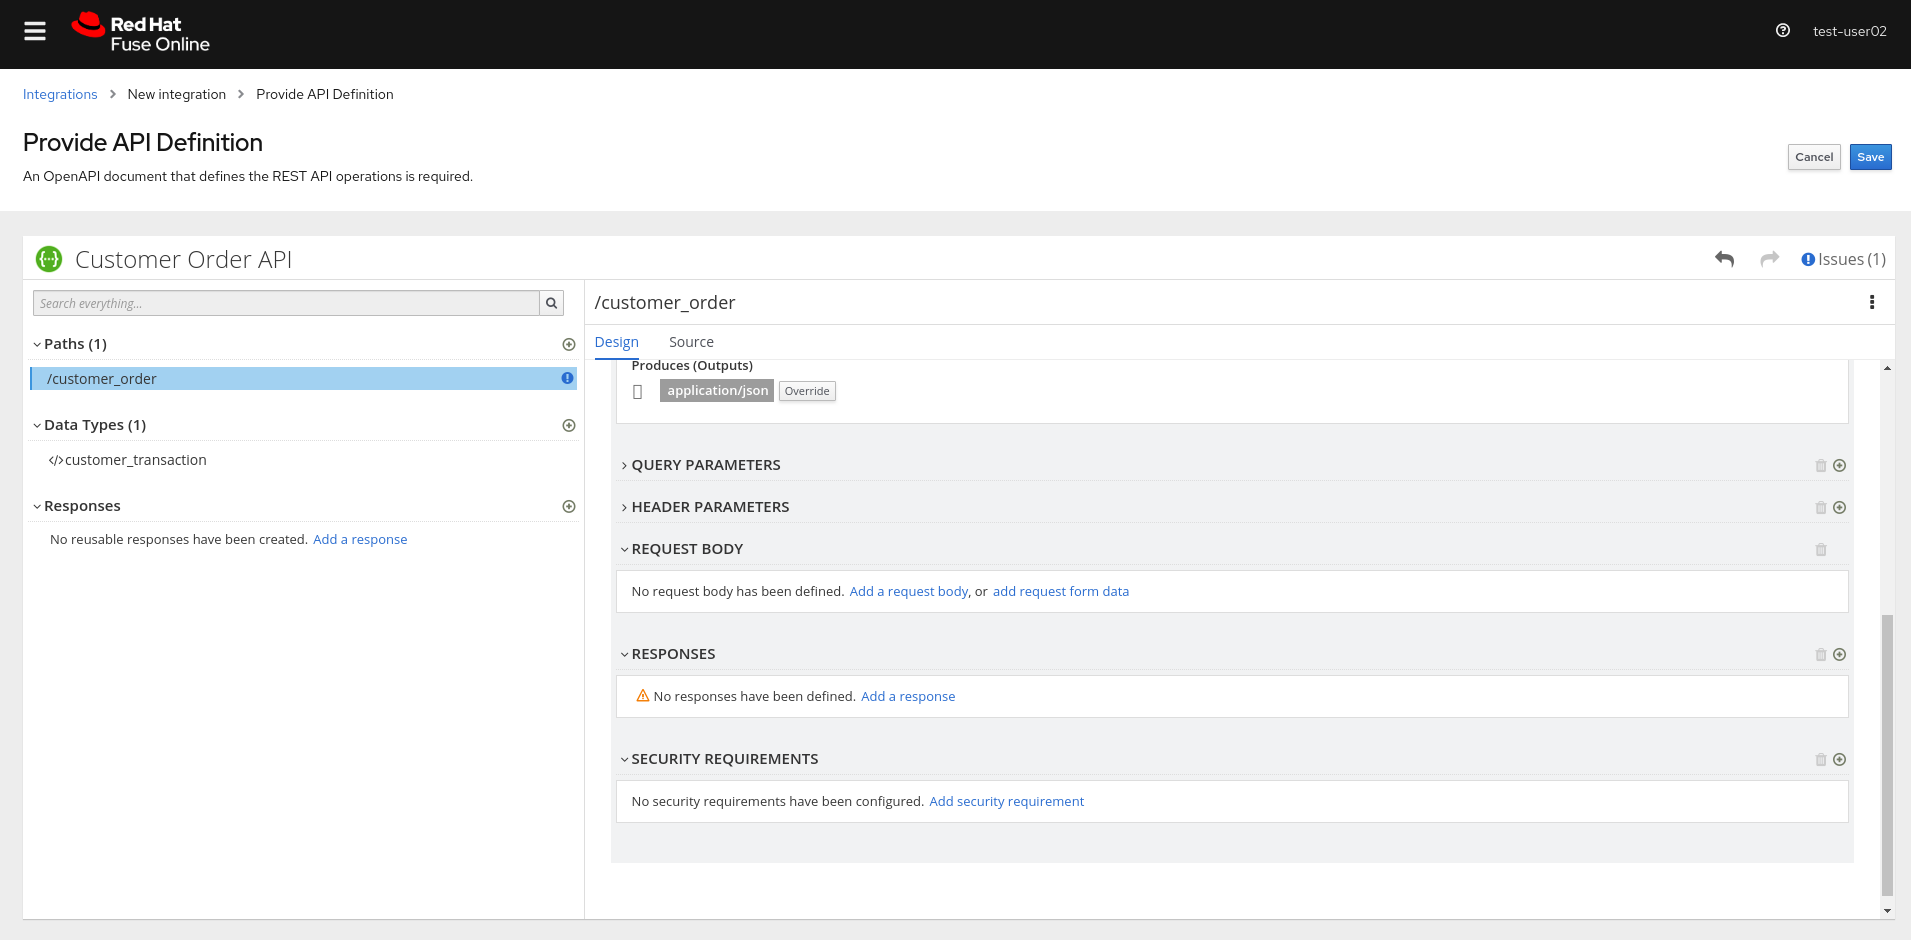 Red Hat
Fuse Online
test-user02
Integrations > New integration > Provide API Definition
Provide API Definition
An OpenAPI document that defines the REST API operations is required.
Cancel
Save
Customer Order API
Issues (1)
Search everything...
Paths (1)
/customer_order
Data Types (1)
</>customer_transaction
Responses
No reusable responses have been created. Add a response
/customer_order
Design
Source
Produces (Outputs)
application/json
Override
QUERY PARAMETERS
HEADER PARAMETERS
REQUEST BODY
No request body has been defined. Add a request body, or add request form data
RESPONSES
No responses have been defined. Add a response
SECURITY REQUIREMENTS
No security requirements have been configured. Add security requirement